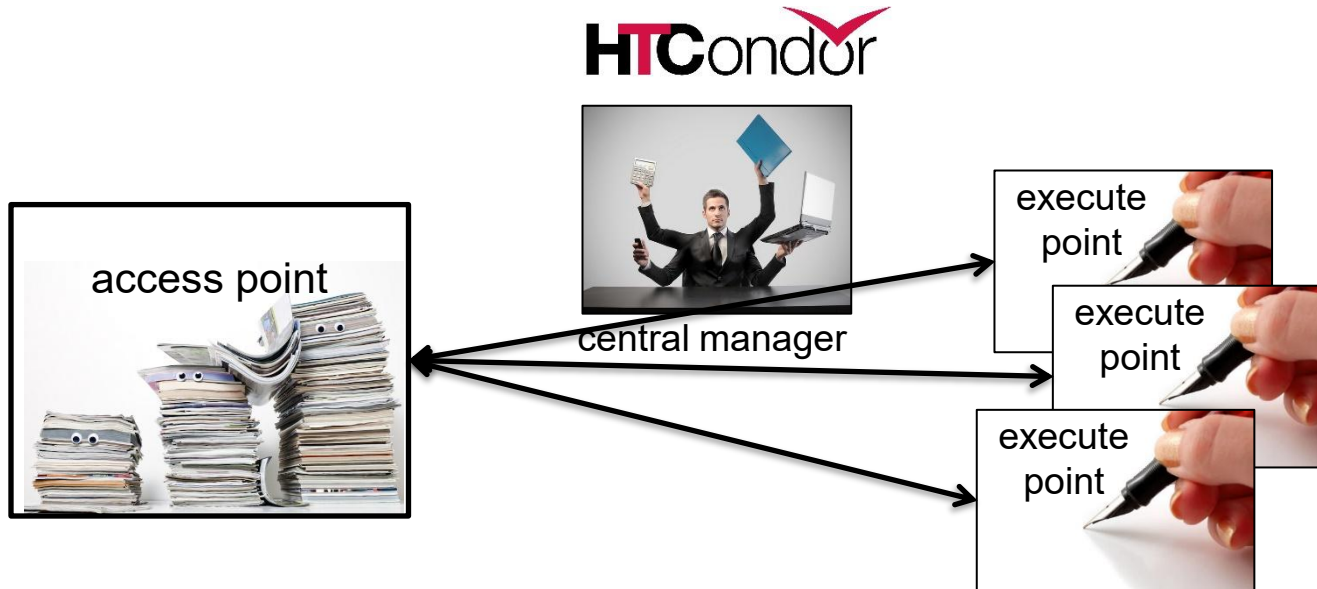 HTCondor
access point
central manager
execute
point
execute
point
execute
point